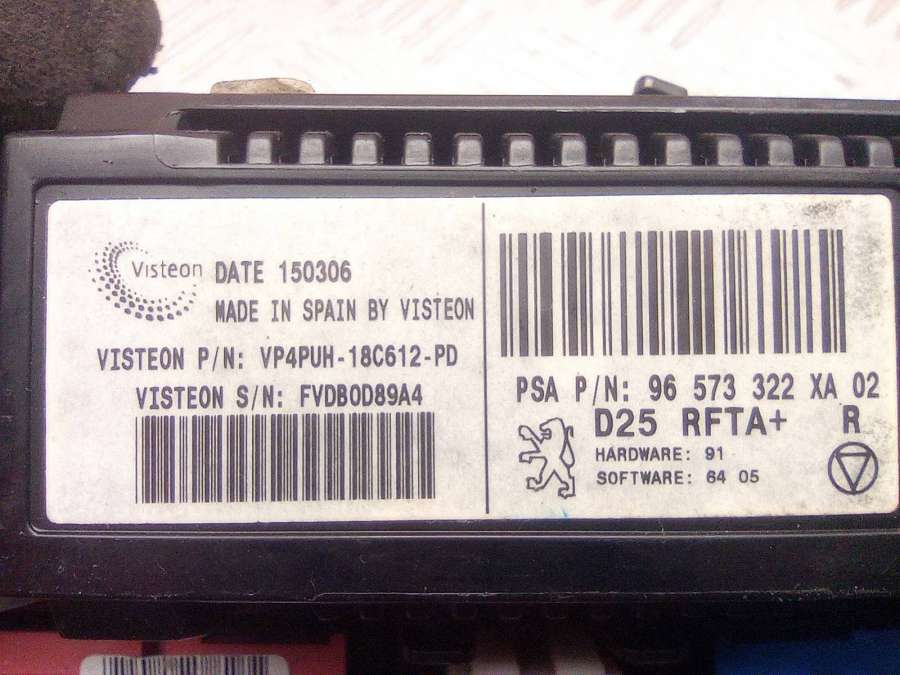 Visteon
DATE 150306
MADE IN SPAIN BY VISTEON
VISTEON P/N: VP4PUH-18C612-PD
VISTEON S/N: FVDB0D89A4
PSA P/N: 96 573 322 XA 02
D25 RFTA+ R
HARDWARE: 91
SOFTWARE: 64 05